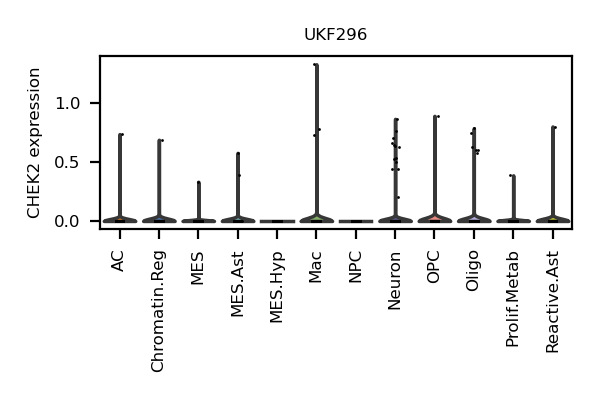 UKF296
CHEK2 expression
1.0
0.5
0.0
AC
Chromatin.Reg
MES
MES.Ast
MES.Hyp
Mac
NPC
Neuron
OPC
Oligo
Prolif.Metab
Reactive.Ast